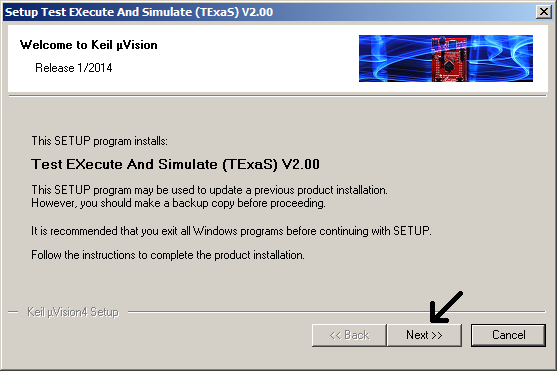 Setup Test EXecute And Simulate (TExaS) V2.00
Welcome to Keil µVision
Release 1/2014
This SETUP program installs:
Test EXecute And Simulate (TExaS) V2.00
This SETUP program may be used to update a previous product installation.
However, you should make a backup copy before proceeding.
It is recommended that you exit all Windows programs before continuing with SETUP.
Follow the instructions to complete the product installation.
Keil µVision4 Setup
<< Back
Next >>
Cancel